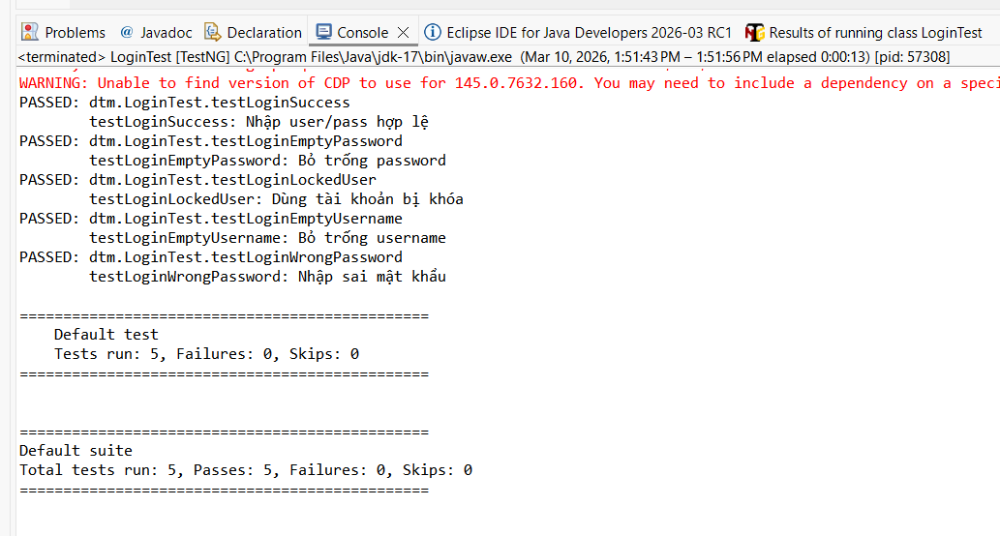 Problems @ Javadoc Declaration Console Eclipse IDE for Java Developers 2026-03 RC1 Results of running class LoginTest
<terminated> LoginTest [TestNG] C:\Program Files\Java\jdk-17\bin\javaw.exe (Mar 10, 2026, 1:51:43 PM – 1:51:56 PM elapsed 0:00:13) [pid: 57308]
WARNING: Unable to find version of CDP to use for 145.0.7632.160. You may need to include a dependency on a speci
PASSED: dtm.LoginTest.testLoginSuccess
testLoginSuccess: Nhập user/pass hợp lệ
PASSED: dtm.LoginTest.testLoginEmptyPassword
testLoginEmptyPassword: Bỏ trống password
PASSED: dtm.LoginTest.testLoginLockedUser
testLoginLockedUser: Dùng tài khoản bị khóa
PASSED: dtm.LoginTest.testLoginEmptyUsername
testLoginEmptyUsername: Bỏ trống username
PASSED: dtm.LoginTest.testLoginWrongPassword
testLoginWrongPassword: Nhập sai mật khẩu
===============================================
Default test
Tests run: 5, Failures: 0, Skips: 0
===============================================
===============================================
Default suite
Total tests run: 5, Passes: 5, Failures: 0, Skips: 0
===============================================